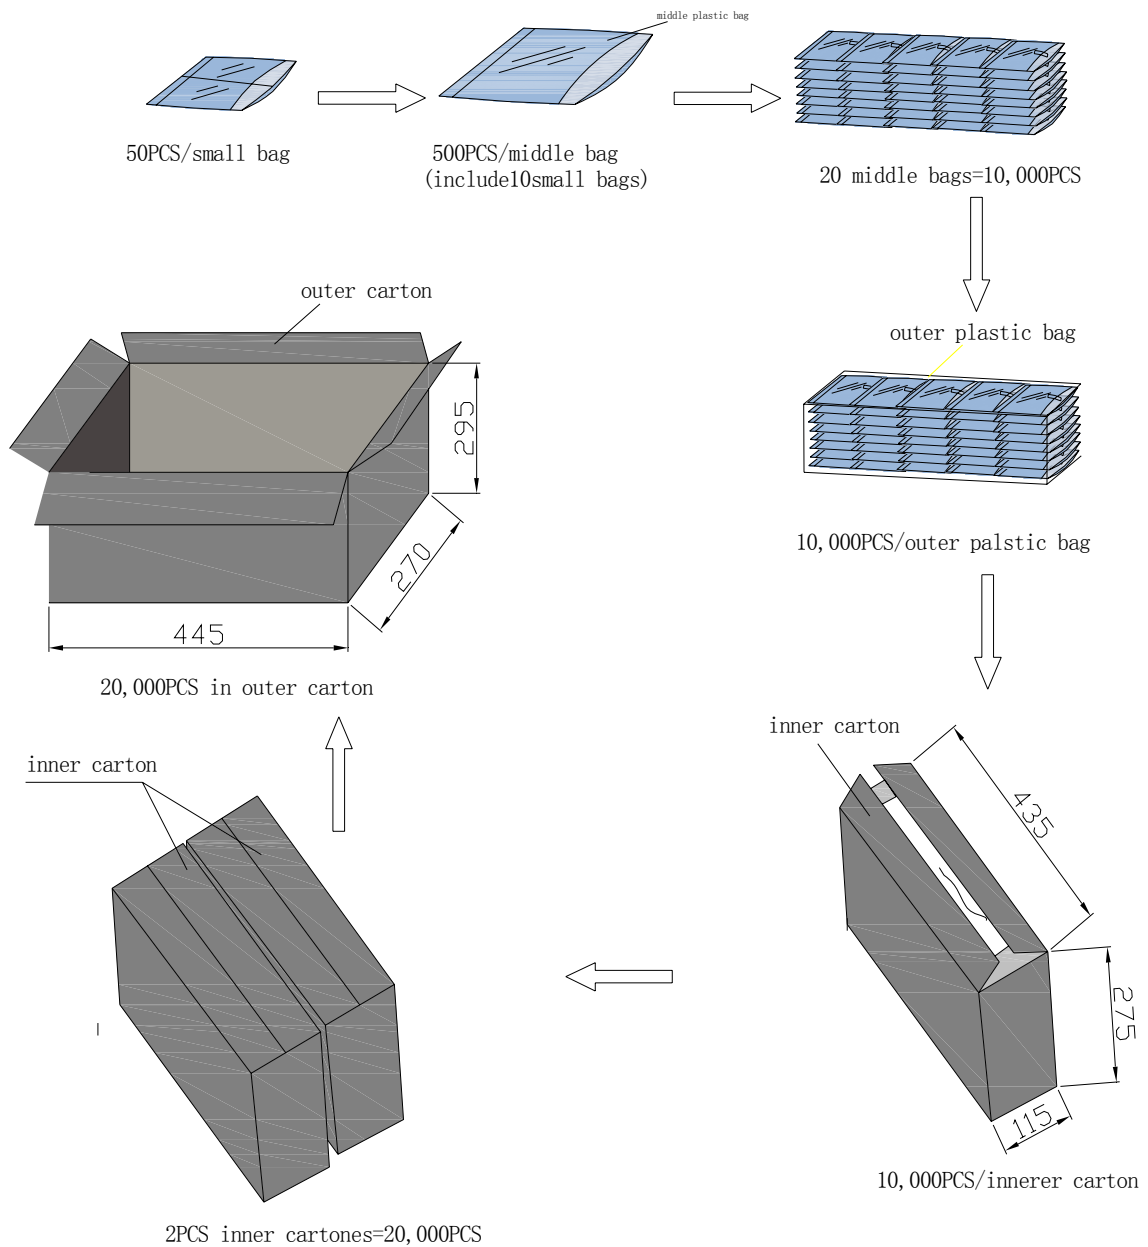 middle plastic bag
50PCS/small bag
500PCS/middle bag
(include10small bags)
20 middle bags=10,000PCS
outer plastic bag
10,000PCS/outer palstic bag
inner carton
435
275
115
10,000PCS/innerer carton
inner carton
2PCS inner cartones=20,000PCS
outer carton
295
270
445
20,000PCS in outer carton